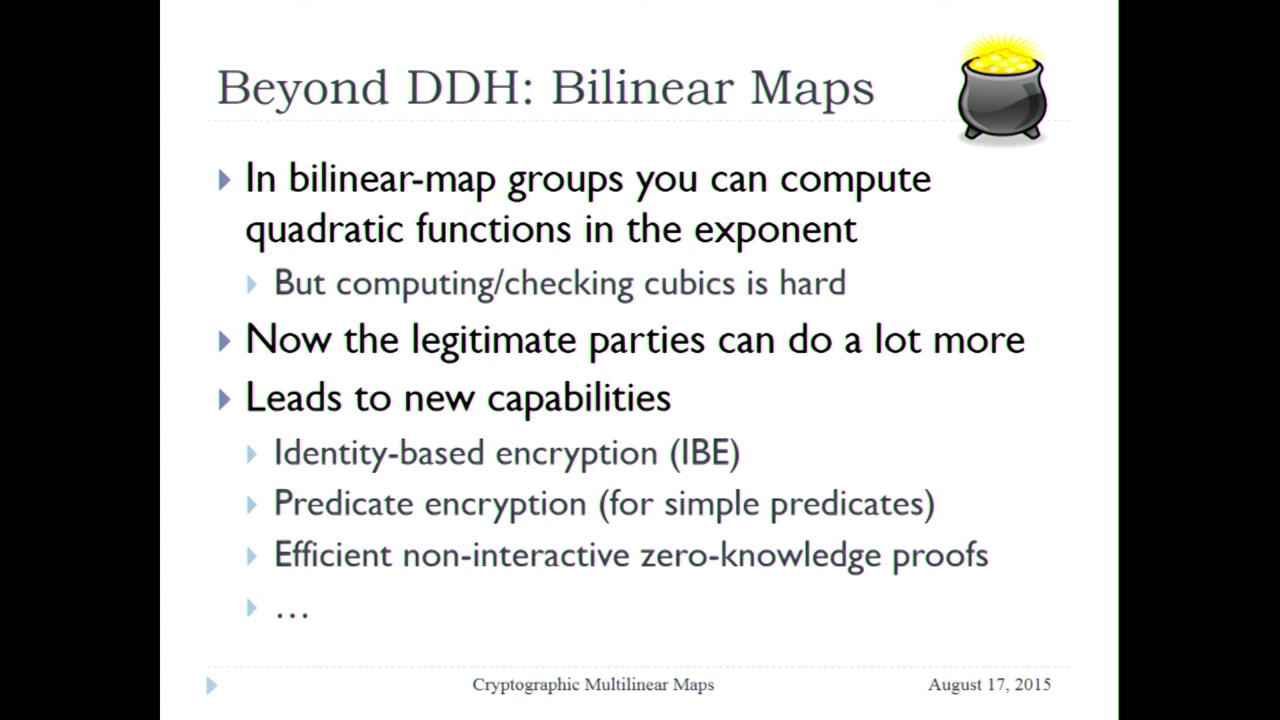 Beyond DDH: Bilinear Maps
In bilinear-map groups you can compute
quadratic functions in the exponent
But computing/checking cubics is hard
Now the legitimate parties can do a lot more
Leads to new capabilities
Identity-based encryption (IBE)
Predicate encryption (for simple predicates)
Efficient non-interactive zero-knowledge proofs
…
Cryptographic Multilinear Maps
August 17, 2015